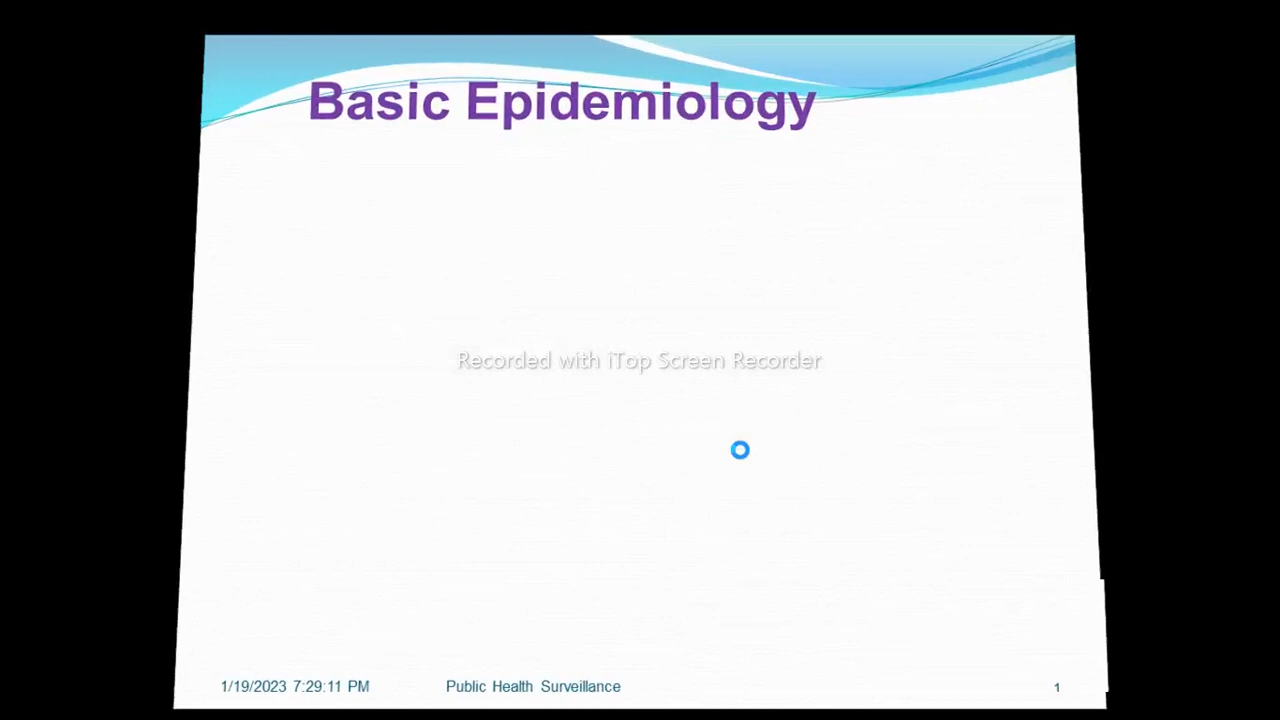 Basic Epidemiology
Recorded with iTop Screen Recorder
1/19/2023 7:29:11 PM Public Health Surveillance 1